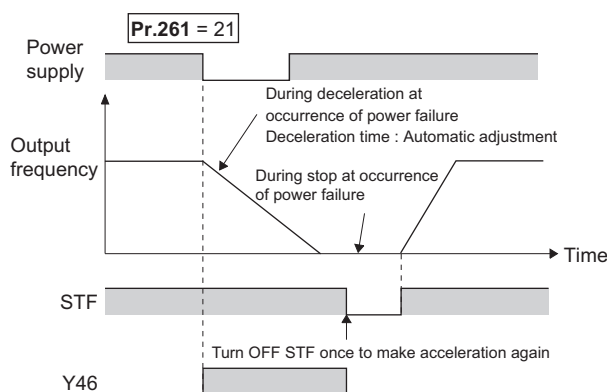 Pr.261 = 21
Power
supply
During deceleration at
occurrence of power failure
Deceleration time : Automatic adjustment
Output
frequency
During stop at occurrence
of power failure
Time
STF
Turn OFF STF once to make acceleration again
Y46